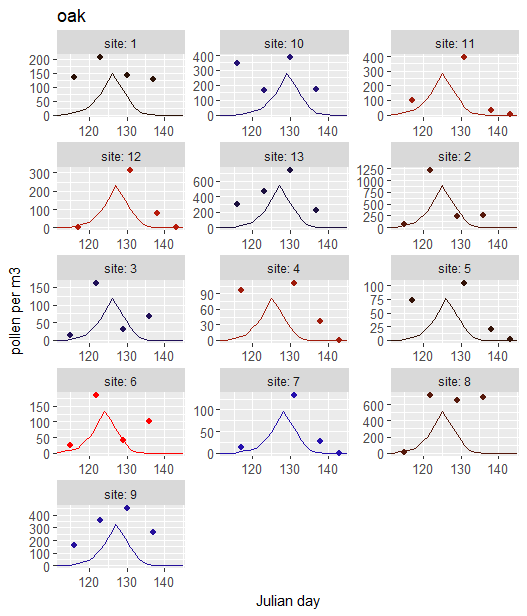 oak
site: 1 site: 10 site: 11
200 150 100 50 0
400 300 200 100 0
400 300 200 100 0
120 130 140 120 130 140 120 130 140
site: 12 site: 13 site: 2
300 200 100 0
600 400 200 0
1250 1000 750 500 250 0
120 130 140 120 130 140 120 130 140
site: 3 site: 4 site: 5
150 100 50 0
90 60 30 0
100 75 50 25 0
120 130 140 120 130 140 120 130 140
site: 6 site: 7 site: 8
150 100 50 0
100 50 0
600 400 200 0
120 130 140 120 130 140 120 130 140
site: 9
400 300 200 100 0
120 130 140
pollen per m3
Julian day